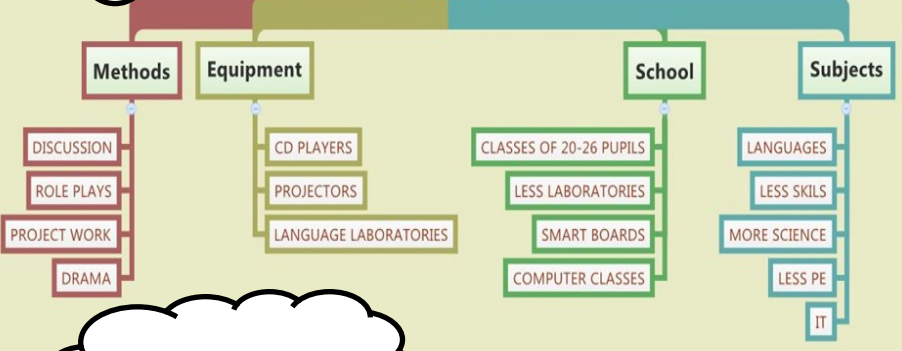 Methods
DISCUSSION
ROLE PLAYS
PROJECT WORK
DRAMA
Equipment
CD PLAYERS
PROJECTORS
LANGUAGE LABORATORIES
School
CLASSES OF 20-26 PUPILS
LESS LABORATORIES
SMART BOARDS
COMPUTER CLASSES
Subjects
LANGUAGES
LESS SKILS
MORE SCIENCE
LESS PE
IT